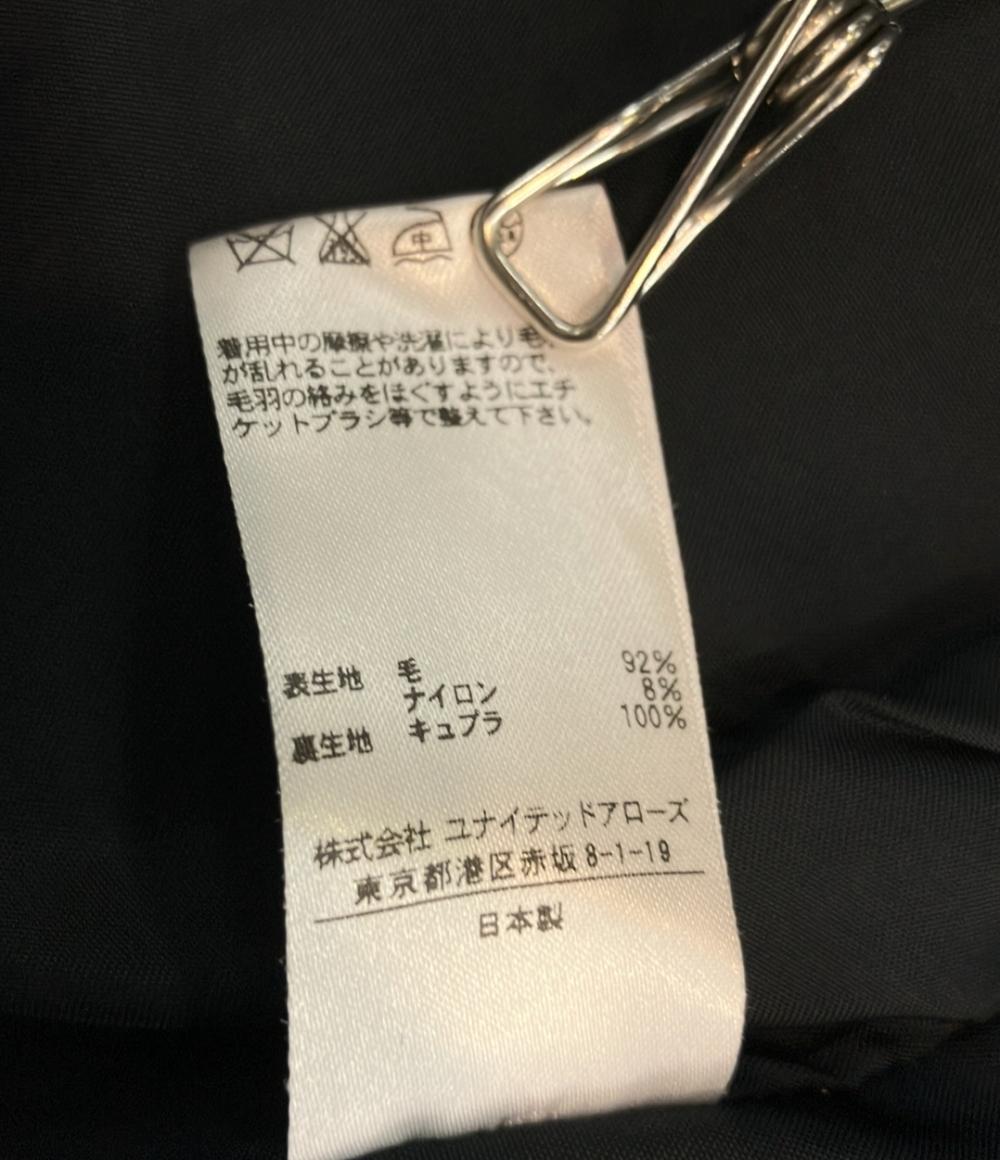 中
着用中の摩擦や洗濯により毛
が乱れることがありますので、
毛羽の絡みをほぐすようにエチ
ケットブラシ等で整えて下さい。
表生地 毛 92%
ナイロン 8%
裏生地 キュプラ 100%
株式会社 ユナイテッドアローズ
東京都港区赤坂 8-1-19
日本製